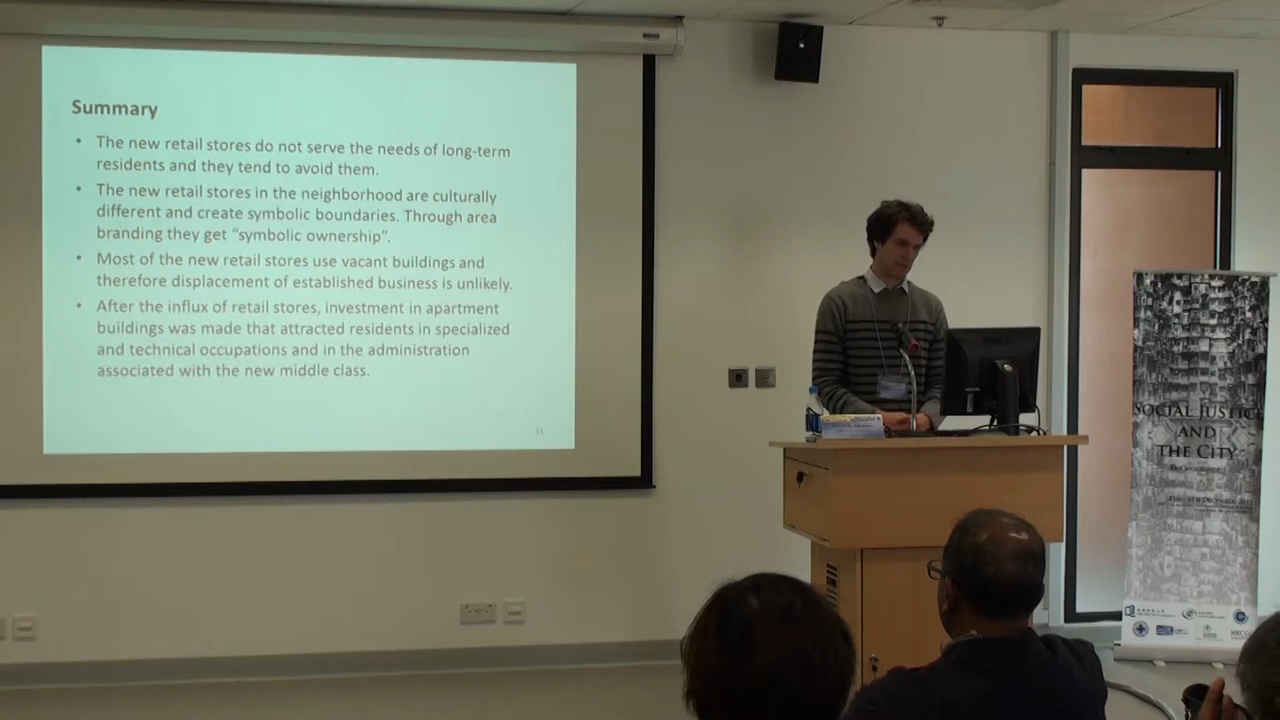 Summary
• The new retail stores do not serve the needs of long-term
residents and they tend to avoid them.
• The new retail stores in the neighborhood are culturally
different and create symbolic boundaries. Through area
branding they get “symbolic ownership”.
• Most of the new retail stores use vacant buildings and
therefore displacement of established business is unlikely.
• After the influx of retail stores, investment in apartment
buildings was made that attracted residents in specialized
and technical occupations and in the administration
associated with the new middle class.
31
SOCIAL JUSTICE
AND
THE CITY